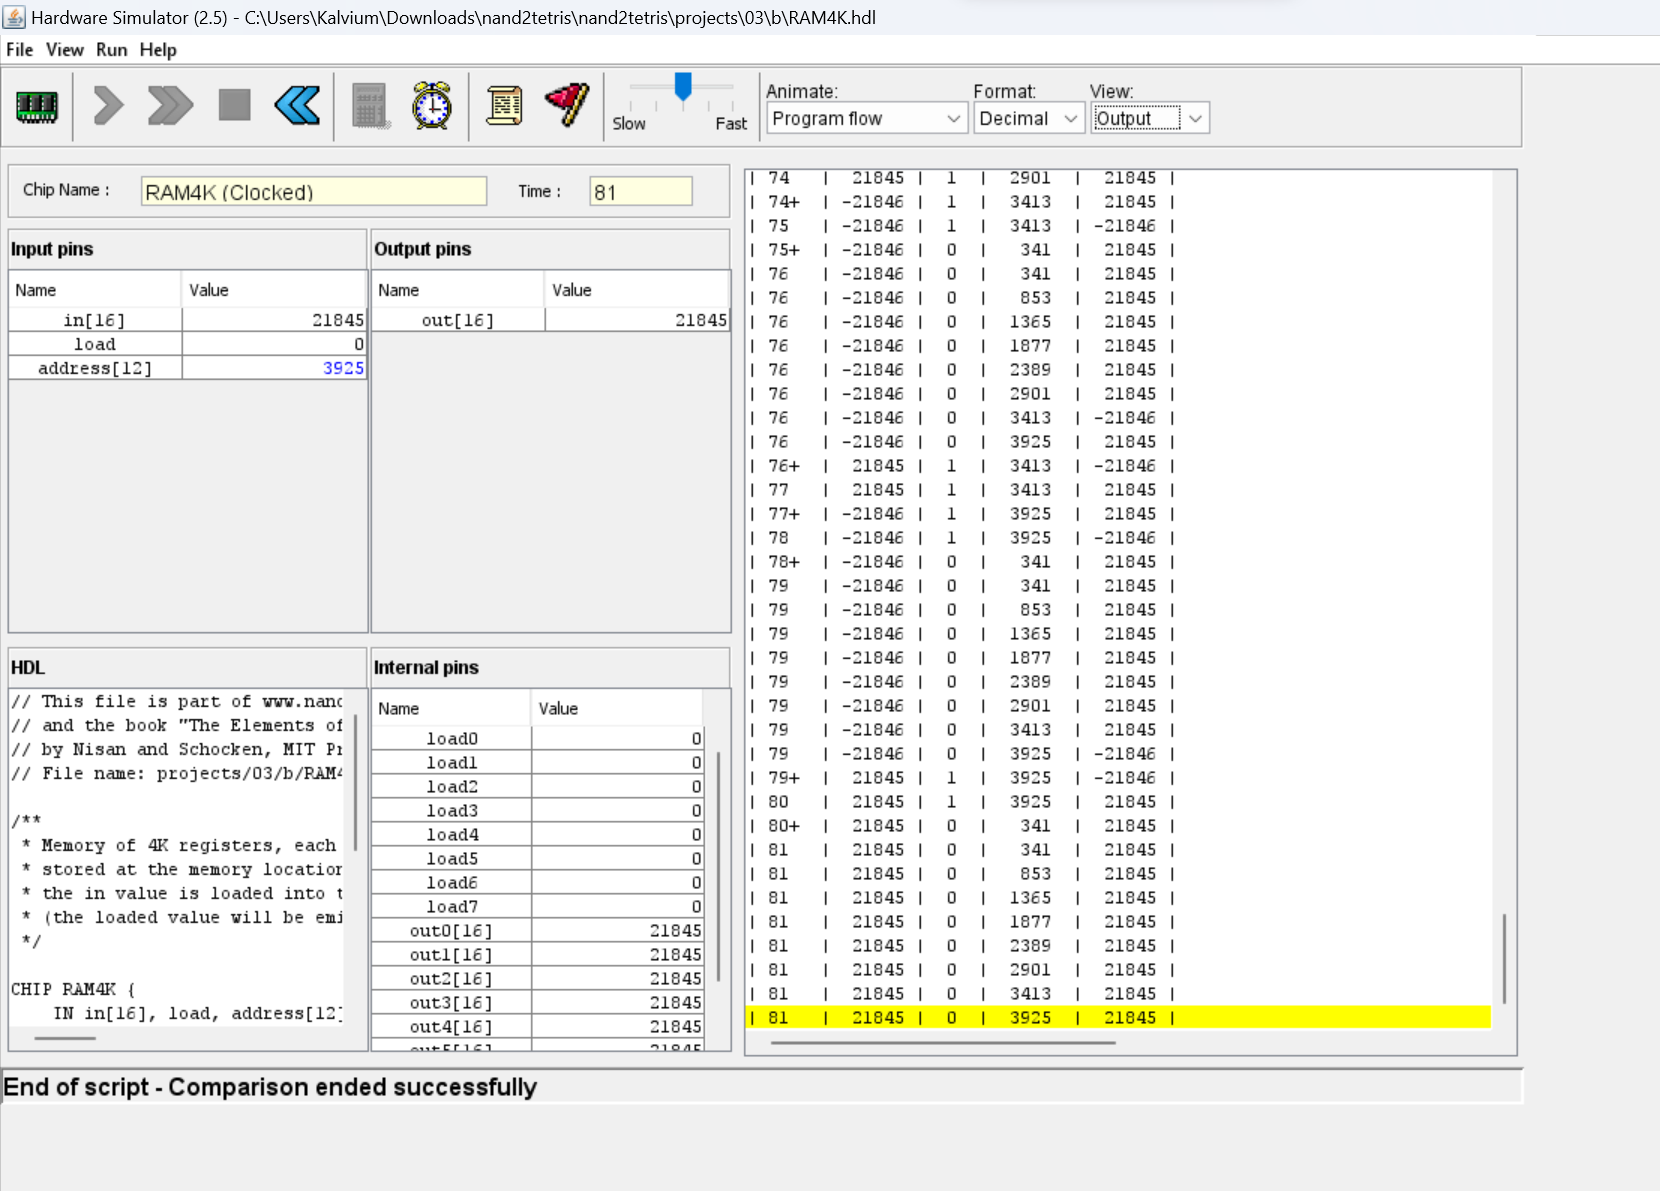 Hardware Simulator (2.5) - C:\Users\Kalvium\Downloads\nand2tetris\nand2tetris\projects\03\b\RAM4K.hdl
File View Run Help
Slow Fast
Animate:
Program flow
Format:
Decimal
View:
Output
Chip Name : RAM4K (Clocked) Time : 81
Input pins
Name Value
in[16] 21845
load 0
address[12] 3925
Output pins
Name Value
out[16] 21845
HDL
// This file is part of www.nand
// and the book "The Elements of
// by Nisan and Schocken, MIT Pr
// File name: projects/03/b/RAM4
/**
* Memory of 4K registers, each
* stored at the memory location
* the in value is loaded into t
* (the loaded value will be emi
*/
CHIP RAM4K {
IN in[16], load, address[12]
Internal pins
Name Value
load0 0
load1 0
load2 0
load3 0
load4 0
load5 0
load6 0
load7 0
out0[16] 21845
out1[16] 21845
out2[16] 21845
out3[16] 21845
out4[16] 21845
out5[16] 21845
| 74 | 21845 | 1 | 2901 | 21845 |
| 74+ | -21846 | 1 | 3413 | 21845 |
| 75 | -21846 | 1 | 3413 | -21846 |
| 75+ | -21846 | 0 | 341 | 21845 |
| 76 | -21846 | 0 | 341 | 21845 |
| 76 | -21846 | 0 | 853 | 21845 |
| 76 | -21846 | 0 | 1365 | 21845 |
| 76 | -21846 | 0 | 1877 | 21845 |
| 76 | -21846 | 0 | 2389 | 21845 |
| 76 | -21846 | 0 | 2901 | 21845 |
| 76 | -21846 | 0 | 3413 | -21846 |
| 76 | -21846 | 0 | 3925 | 21845 |
| 76+ | 21845 | 1 | 3413 | -21846 |
| 77 | 21845 | 1 | 3413 | 21845 |
| 77+ | -21846 | 1 | 3925 | 21845 |
| 78 | -21846 | 1 | 3925 | -21846 |
| 78+ | -21846 | 0 | 341 | 21845 |
| 79 | -21846 | 0 | 341 | 21845 |
| 79 | -21846 | 0 | 853 | 21845 |
| 79 | -21846 | 0 | 1365 | 21845 |
| 79 | -21846 | 0 | 1877 | 21845 |
| 79 | -21846 | 0 | 2389 | 21845 |
| 79 | -21846 | 0 | 2901 | 21845 |
| 79 | -21846 | 0 | 3413 | 21845 |
| 79 | -21846 | 0 | 3925 | -21846 |
| 79+ | 21845 | 1 | 3925 | -21846 |
| 80 | 21845 | 1 | 3925 | 21845 |
| 80+ | 21845 | 0 | 341 | 21845 |
| 81 | 21845 | 0 | 341 | 21845 |
| 81 | 21845 | 0 | 853 | 21845 |
| 81 | 21845 | 0 | 1365 | 21845 |
| 81 | 21845 | 0 | 1877 | 21845 |
| 81 | 21845 | 0 | 2389 | 21845 |
| 81 | 21845 | 0 | 2901 | 21845 |
| 81 | 21845 | 0 | 3413 | 21845 |
| 81 | 21845 | 0 | 3925 | 21845 |
End of script - Comparison ended successfully